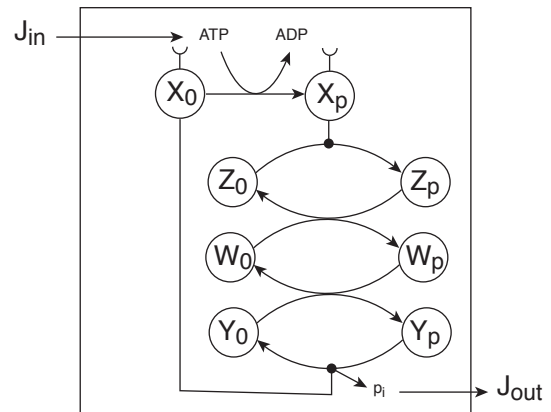 J_in ATP ADP
X_0 X_p
Z_0 Z_p
W_0 W_p
Y_0 Y_p
p_i J_out